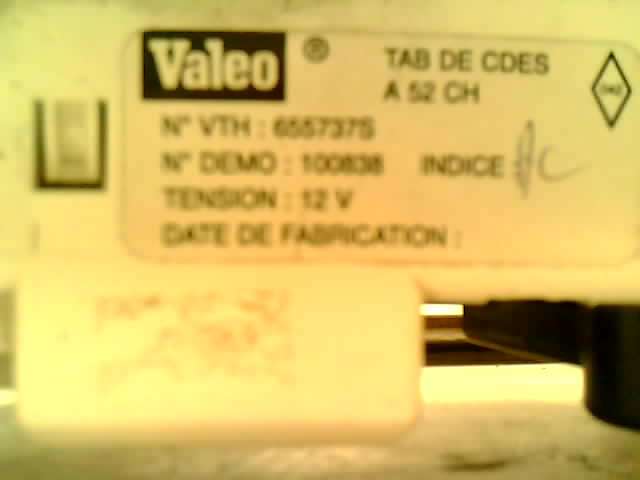 Valeo ® TAB DE CDES
A 52 CH
N° VTH : 655737S
N° DEMO : 100838 INDICE
TENSION : 12 V
DATE DE FABRICATION :